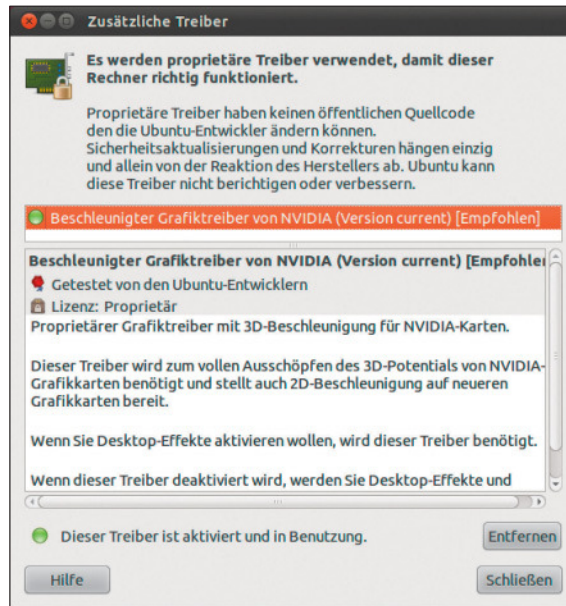 Zusätzliche Treiber
Es werden proprietäre Treiber verwendet, damit dieser
Rechner richtig funktioniert.
Proprietäre Treiber haben keinen öffentlichen Quellcode
den die Ubuntu-Entwickler ändern können.
Sicherheitsaktualisierungen und Korrekturen hängen einzig
und allein von der Reaktion des Herstellers ab. Ubuntu kann
diese Treiber nicht berichtigen oder verbessern.
Beschleunigter Grafiktreiber von NVIDIA (Version current) [Empfohlen]
Beschleunigter Grafiktreiber von NVIDIA (Version current) [Empfohler
Getestet von den Ubuntu-Entwicklern
Lizenz: Proprietär
Proprietärer Grafiktreiber mit 3D-Beschleunigung für NVIDIA-Karten.
Dieser Treiber wird zum vollen Ausschöpfen des 3D-Potentials von NVIDIA-
Grafikkarten benötigt und stellt auch 2D-Beschleunigung auf neueren
Grafikkarten bereit.
Wenn Sie Desktop-Effekte aktivieren wollen, wird dieser Treiber benötigt.
Wenn dieser Treiber deaktiviert wird, werden Sie Desktop-Effekte und
Dieser Treiber ist aktiviert und in Benutzung.
Entfernen
Hilfe
Schließen